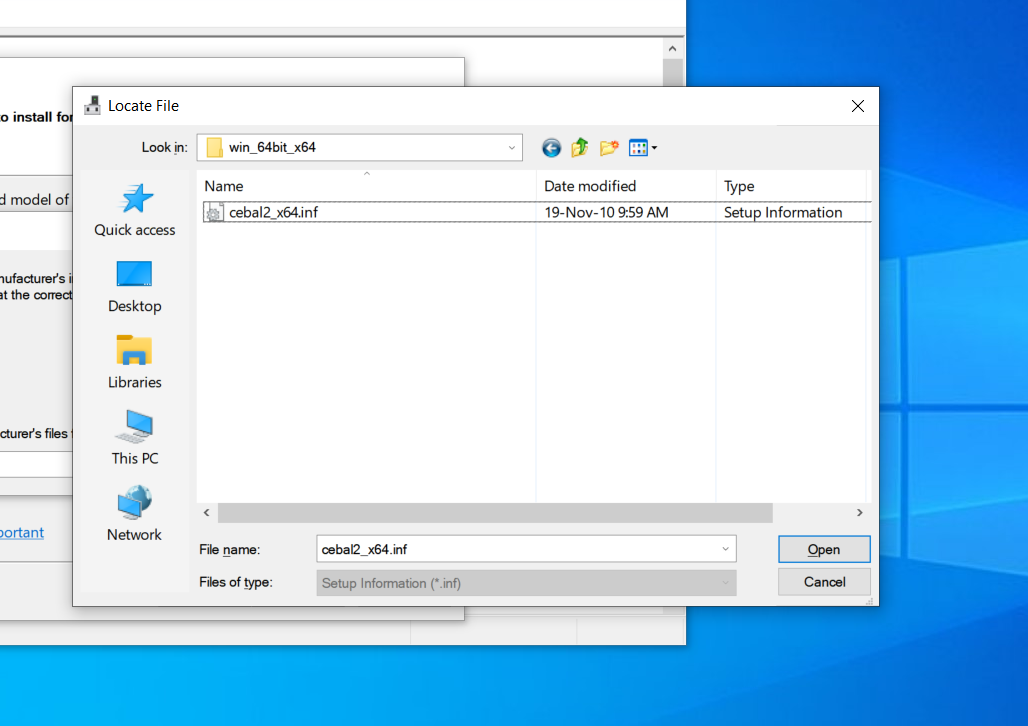 to install for
d model of
nufacturer's i
at the correct
cturer's files f
portant
Locate File
Look in:
win_64bit_x64
Name
Date modified
Type
cebal2_x64.inf
19-Nov-10 9:59 AM
Setup Information
Quick access
Desktop
Libraries
This PC
Network
File name:
cebal2_x64.inf
Open
Files of type:
Setup Information (*.inf)
Cancel